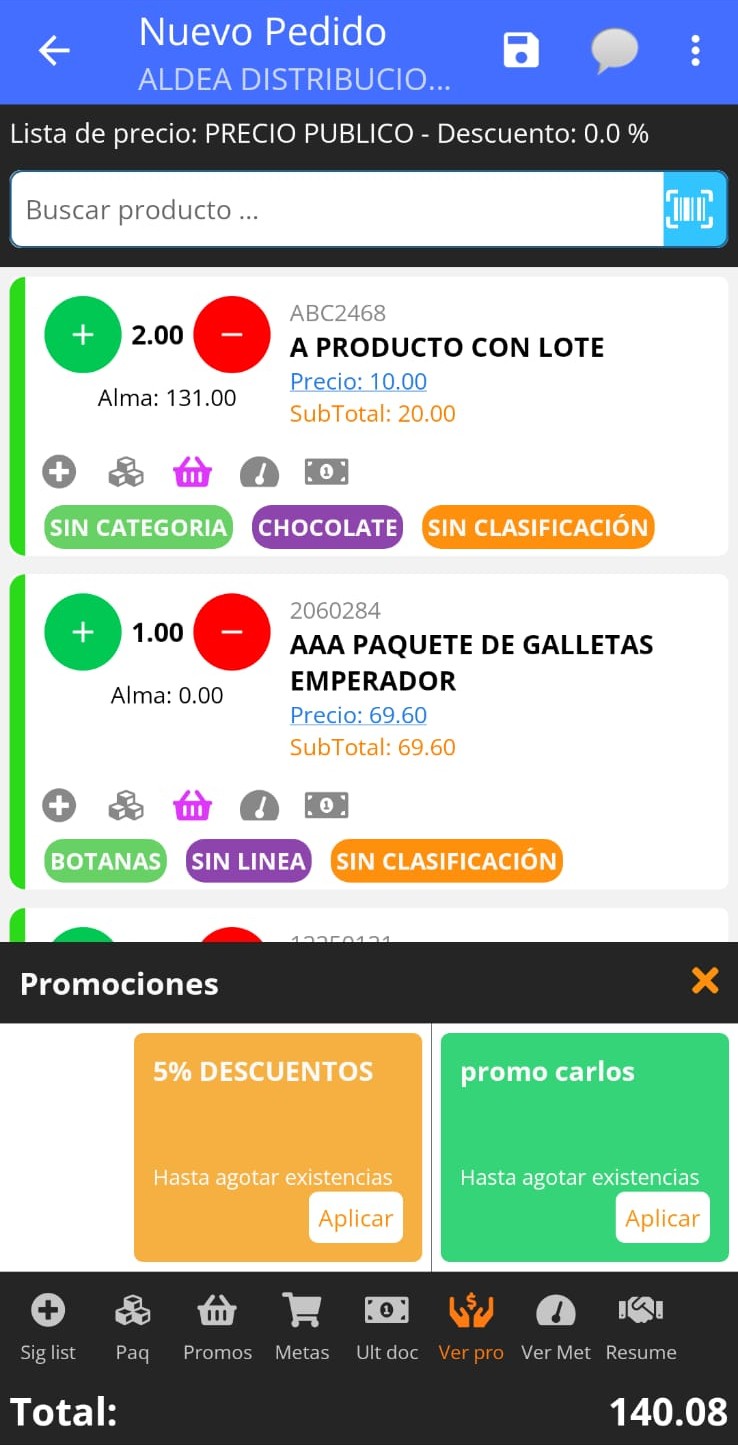 Nuevo Pedido
ALDEA DISTRIBUCIO...
Lista de precio: PRECIO PUBLICO - Descuento: 0.0 %
Buscar producto ...
ABC2468
2.00
A PRODUCTO CON LOTE
Alma: 131.00
Precio: 10.00
SubTotal: 20.00
SIN CATEGORIA CHOCOLATE SIN CLASIFICACIÓN
2060284
1.00
AAA PAQUETE DE GALLETAS
EMPERADOR
Alma: 0.00
Precio: 69.60
SubTotal: 69.60
BOTANAS SIN LINEA SIN CLASIFICACIÓN
Promociones
5% DESCUENTOS
Hasta agotar existencias
Aplicar
promo carlos
Hasta agotar existencias
Aplicar
Sig list Paq Promos Metas Ult doc Ver pro Ver Met Resume
Total: 140.08